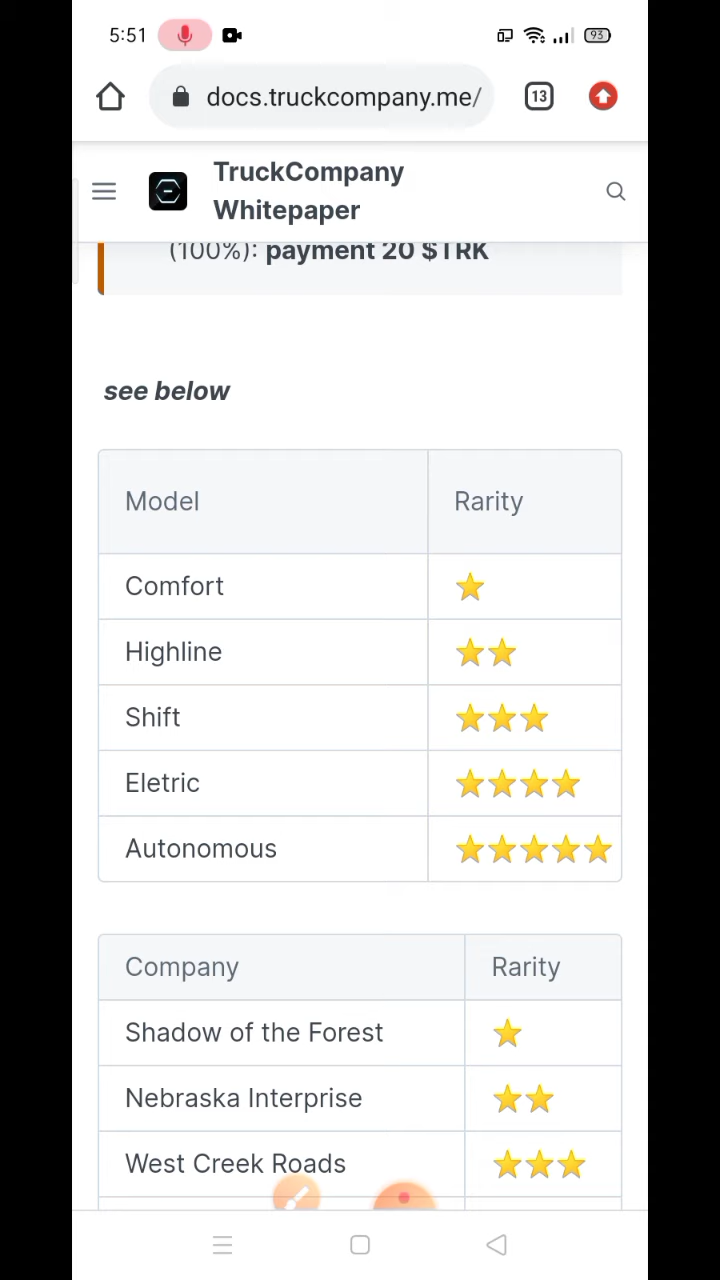 5:51
93
docs.truckcompany.me/
13
TruckCompany
Whitepaper
(100%): payment 20 $TRK
see below
Model Rarity
Comfort ⭐
Highline ⭐⭐
Shift ⭐⭐⭐
Eletric ⭐⭐⭐⭐
Autonomous ⭐⭐⭐⭐⭐
Company Rarity
Shadow of the Forest ⭐
Nebraska Interprise ⭐⭐
West Creek Roads ⭐⭐⭐